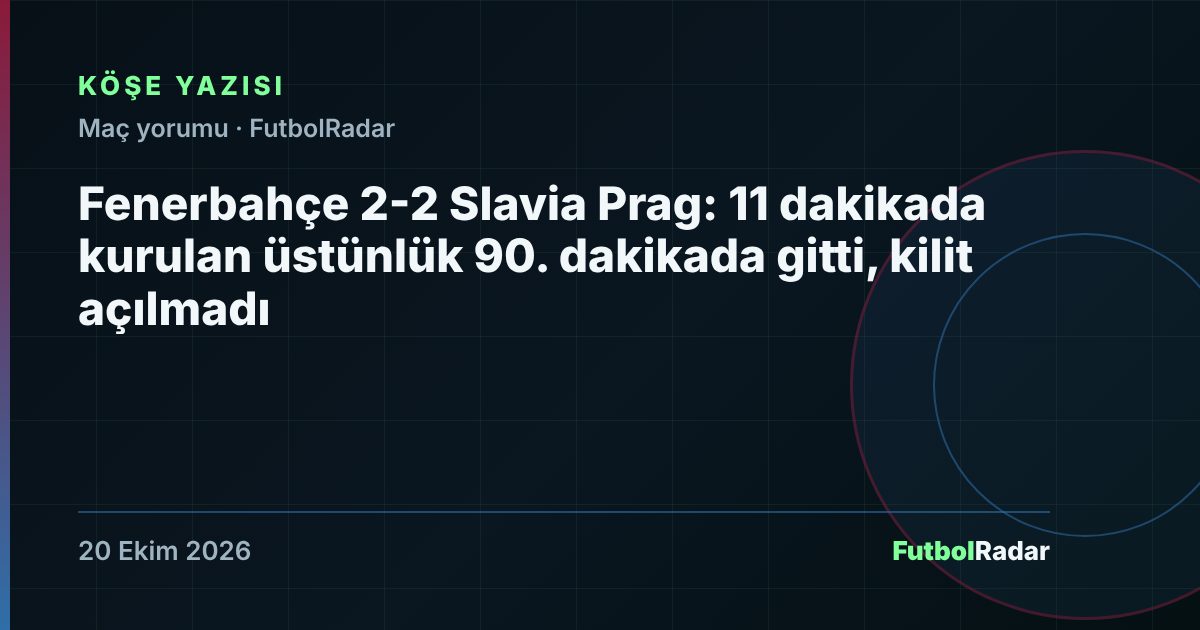 KÖŞE YAZISI
Maç yorumu · FutbolRadar
Fenerbahçe 2-2 Slavia Prag: 11 dakikada
kurulan üstünlük 90. dakikada gitti, kilit
açılmadı
20 Ekim 2026
FutbolRadar